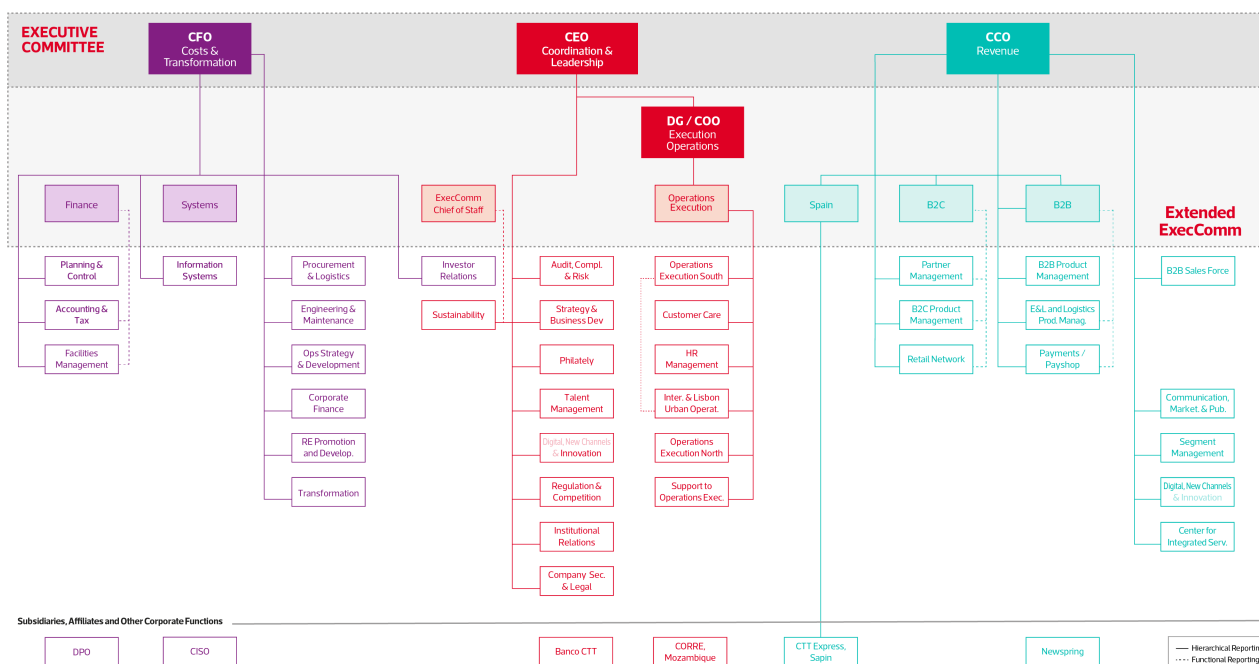 EXECUTIVE
COMMITTEE
CFO
Costs &
Transformation
CEO
Coordination &
Leadership
CCO
Revenue
DG / COO
Execution
Operations
Finance
Systems
ExecComm
Chief of Staff
Operations
Execution
Spain
B2C
B2B
Extended
ExecComm
Planning &
Control
Information
Systems
Procurement
& Logistics
Investor
Relations
Audit, Compl.
& Risk
Operations
Execution South
Partner
Management
B2B Product
Management
B2B Sales Force
Accounting &
Tax
Engineering &
Maintenance
Sustainability
Strategy &
Business Dev
Customer Care
B2C Product
Management
E&L and Logistics
Prod. Manag.
Facilities
Management
Ops Strategy
& Development
Philately
HR
Management
Retail Network
Payments /
Payshop
Corporate
Finance
Talent
Management
Inter. & Lisbon
Urban Operat.
Communication,
Market. & Pub.
RE Promotion
and Develop.
Digital, New Channels
& Innovation
Operations
Execution North
Segment
Management
Transformation
Regulation &
Competition
Support to
Operations Exec.
Digital, New Channels
& Innovation
Institutional
Relations
Center for
Integrated Serv.
Company Sec.
& Legal
Subsidiaries, Affiliates and Other Corporate Functions
DPO
CISO
Banco CTT
CORRE,
Mozambique
CTT Express,
Sapin
Newspring
Hierarchical Reportin
Functional Reporting